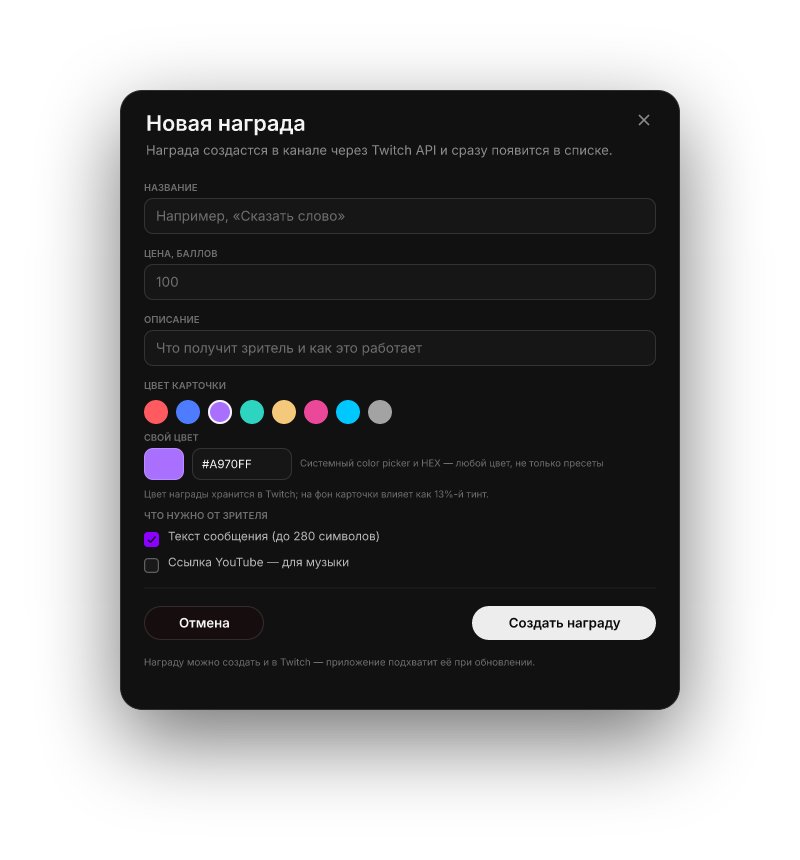 Новая награда
Награда создастся в канале через Twitch API и сразу появится в списке.
НАЗВАНИЕ
Например, «Сказать слово»
ЦЕНА, БАЛЛОВ
100
ОПИСАНИЕ
Что получит зритель и как это работает
ЦВЕТ КАРТОЧКИ
СВОЙ ЦВЕТ
#A970FF
Системный color picker и HEX — любой цвет, не только пресеты
Цвет награды хранится в Twitch; на фон карточки влияет как 13%-й тинт.
ЧТО НУЖНО ОТ ЗРИТЕЛЯ
Текст сообщения (до 280 символов)
Ссылка YouTube — для музыки
Отмена
Создать награду
Награду можно создать и в Twitch — приложение подхватит её при обновлении.